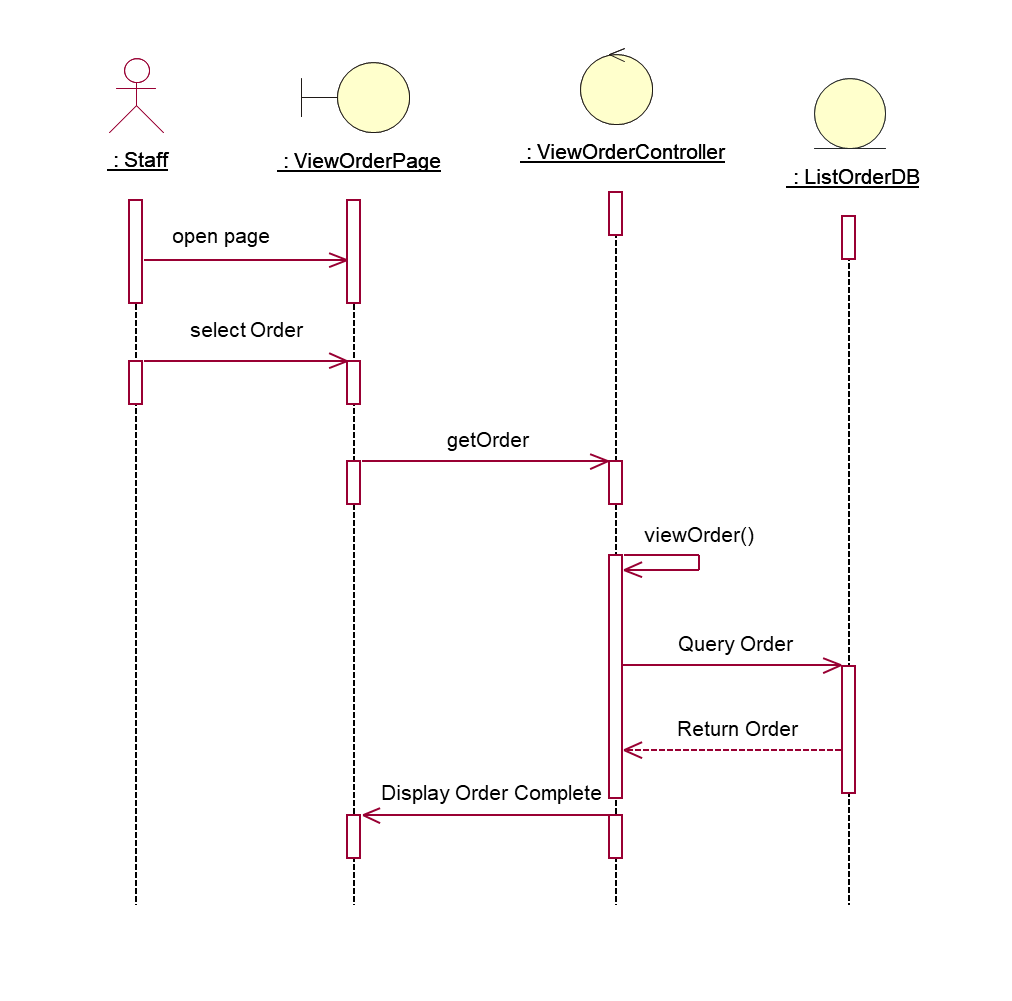 : Staff
: ViewOrderPage
: ViewOrderController
: ListOrderDB
open page
select Order
getOrder
viewOrder()
Query Order
Return Order
Display Order Complete